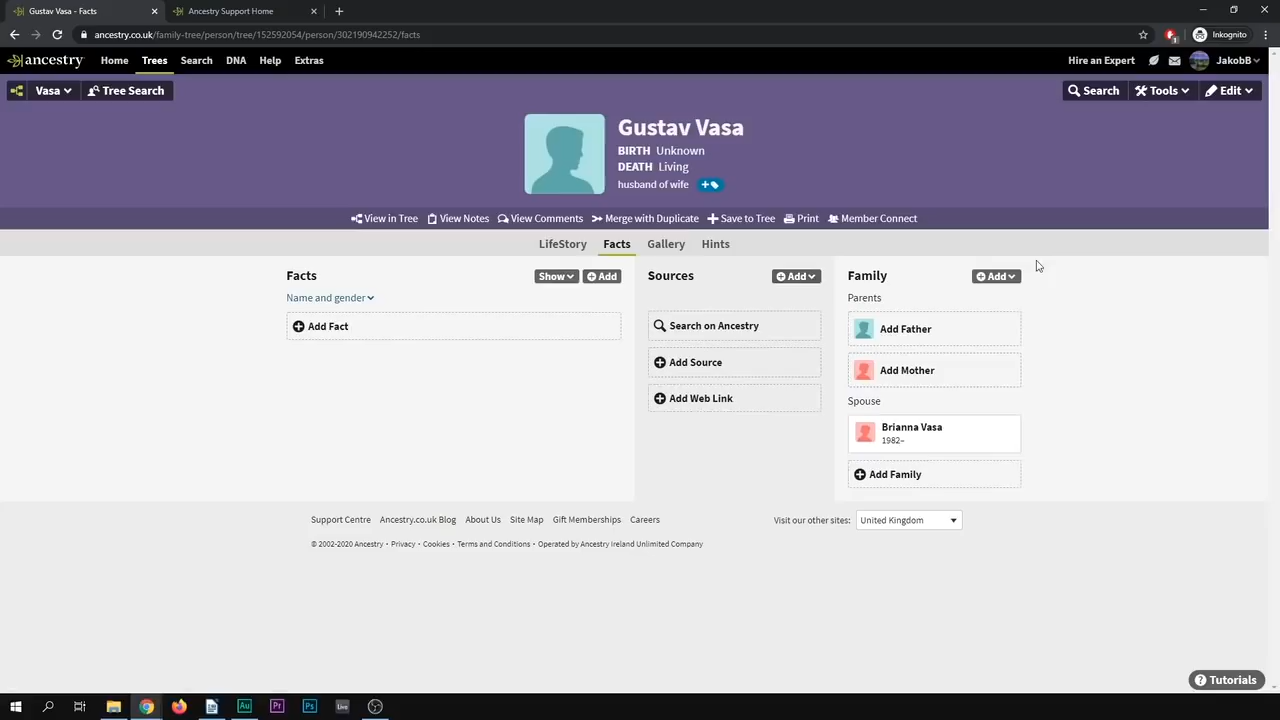 Gustav Vasa - Facts
Ancestry Support Home
ancestry.co.uk/family-tree/person/tree/152592054/person/302190942252/facts
Inkognito
ancestry
Home
Trees
Search
DNA
Help
Extras
Hire an Expert
JakobB
Vasa
Tree Search
Search
Tools
Edit
Gustav Vasa
BIRTH Unknown
DEATH Living
husband of wife
View in Tree
View Notes
View Comments
Merge with Duplicate
Save to Tree
Print
Member Connect
LifeStory
Facts
Gallery
Hints
Facts
Show
Add
Name and gender
Add Fact
Sources
Add
Search on Ancestry
Add Source
Add Web Link
Family
Add
Parents
Add Father
Add Mother
Spouse
Brianna Vasa
1982–
Add Family
Support Centre
Ancestry.co.uk Blog
About Us
Site Map
Gift Memberships
Careers
Visit our other sites:
United Kingdom
© 2002-2020 Ancestry • Privacy • Cookies • Terms and Conditions • Operated by Ancestry Ireland Unlimited Company
Tutorials
Au
Pr
Ps
Live